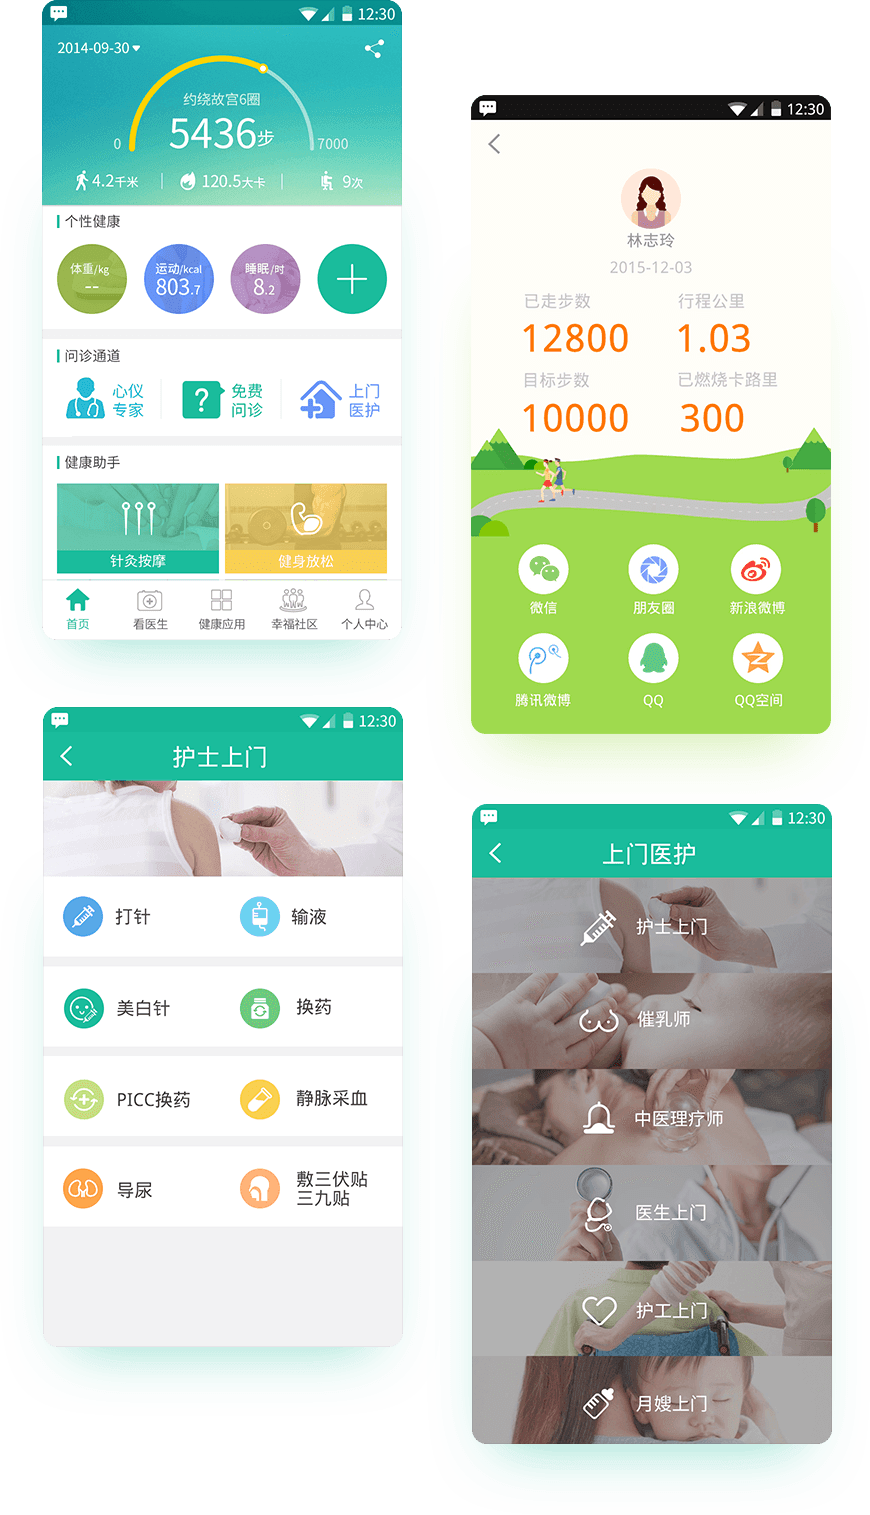 12:30
2014-09-30
约绕故宫6圈
5436步
0
7000
4.2千米
120.5大卡
9次
个性健康
体重/kg
--
运动/kcal
803.7
睡眠/时
8.2
问诊通道
心仪
专家
?
免费
问诊
上门
医护
健康助手
针灸按摩
健身放松
首页
看医生
健康应用
幸福社区
个人中心
12:30
林志玲
2015-12-03
已走步数
行程公里
12800
1.03
目标步数
已燃烧卡路里
10000
300
微信
朋友圈
新浪微博
腾讯微博
QQ
QQ空间
12:30
护士上门
打针
输液
美白针
换药
PICC换药
静脉采血
导尿
敷三伏贴
三九贴
12:30
上门医护
护士上门
催乳师
中医理疗师
医生上门
护工上门
月嫂上门